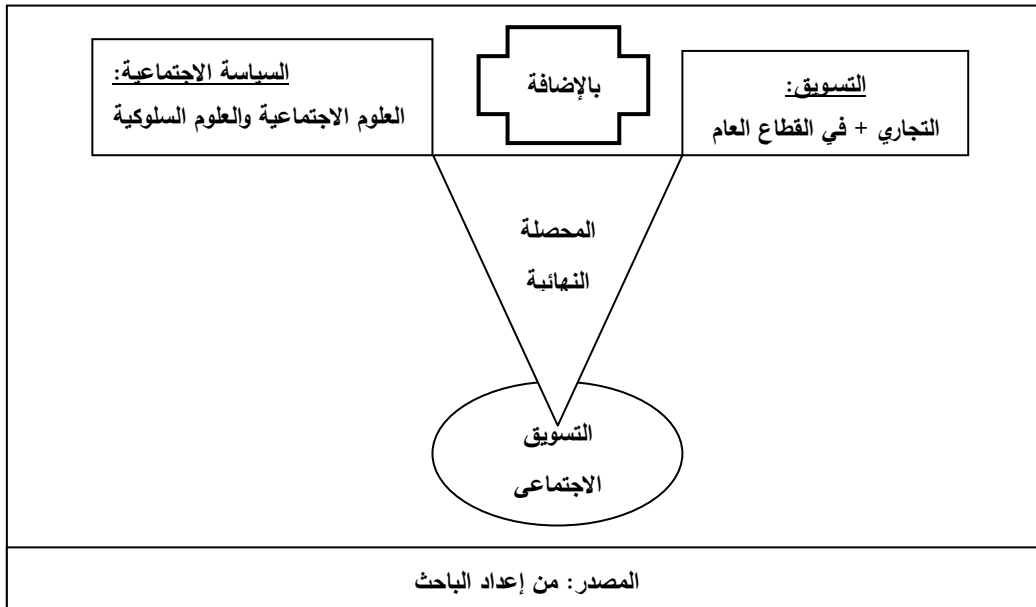 التسويق:
التجاري + في القطاع العام
بالإضافة
السياسة الاجتماعية:
العلوم الاجتماعية والعلوم السلوكية
المحصلة
النهائية
التسويق
الاجتماعى
المصدر: من إعداد الباحث